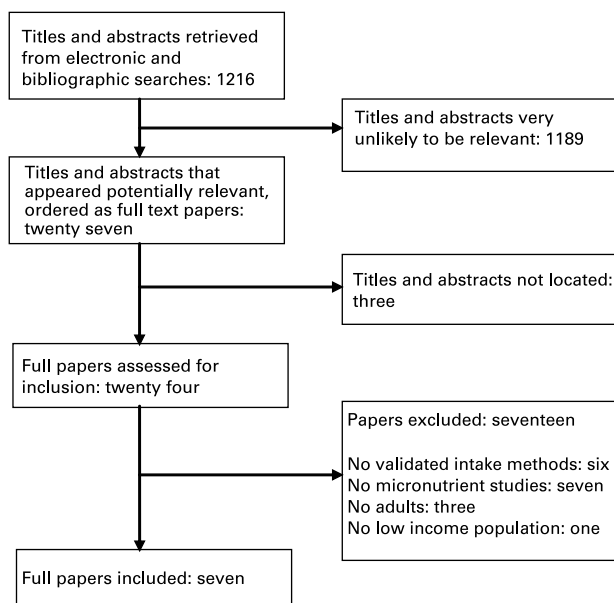 Titles and abstracts retrieved
from electronic and
bibliographic searches: 1216
Titles and abstracts very
unlikely to be relevant: 1189
Titles and abstracts that
appeared potentially relevant,
ordered as full text papers:
twenty seven
Titles and abstracts not located:
three
Full papers assessed for
inclusion: twenty four
Papers excluded: seventeen
No validated intake methods: six
No micronutrient studies: seven
No adults: three
No low income population: one
Full papers included: seven